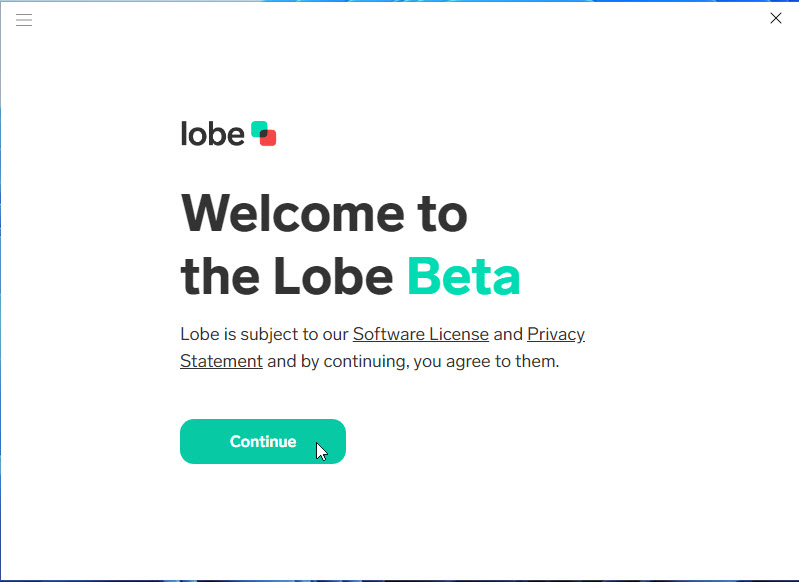 lobe
Welcome to
the Lobe Beta
Lobe is subject to our Software License and Privacy
Statement and by continuing, you agree to them.
Continue